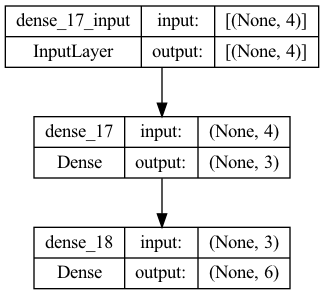 dense_17_input input: [(None, 4)]
InputLayer output: [(None, 4)]
dense_17 input: (None, 4)
Dense output: (None, 3)
dense_18 input: (None, 3)
Dense output: (None, 6)